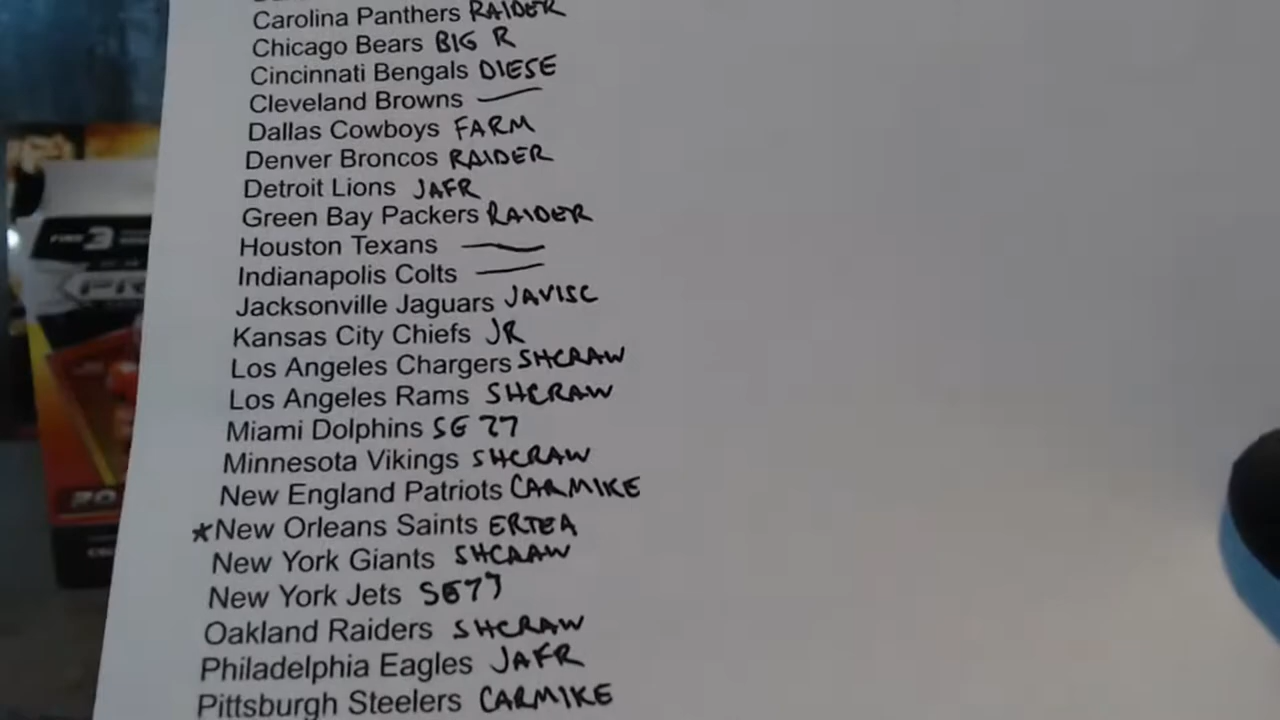 Carolina Panthers RAIDER
Chicago Bears BIG R
Cincinnati Bengals DIESE
Cleveland Browns —
Dallas Cowboys FARM
Denver Broncos RAIDER
Detroit Lions JAFR
Green Bay Packers RAIDER
Houston Texans —
Indianapolis Colts —
Jacksonville Jaguars JAVISC
Kansas City Chiefs JR
Los Angeles Chargers SHCRAW
Los Angeles Rams SHCRAW
Miami Dolphins SG 77
Minnesota Vikings SHCRAW
New England Patriots CARMIKE
*New Orleans Saints ERTEA
New York Giants SHCRAW
New York Jets SG77
Oakland Raiders SHCRAW
Philadelphia Eagles JAFR
Pittsburgh Steelers CARMIKE
3
PR
20